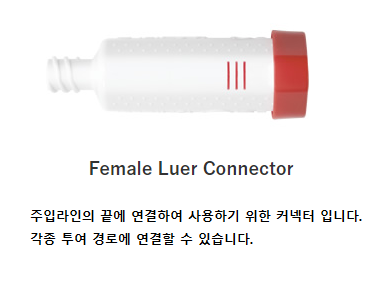 Female Luer Connector
주입라인의 끝에 연결하여 사용하기 위한 커넥터 입니다.
각종 투여 경로에 연결할 수 있습니다.